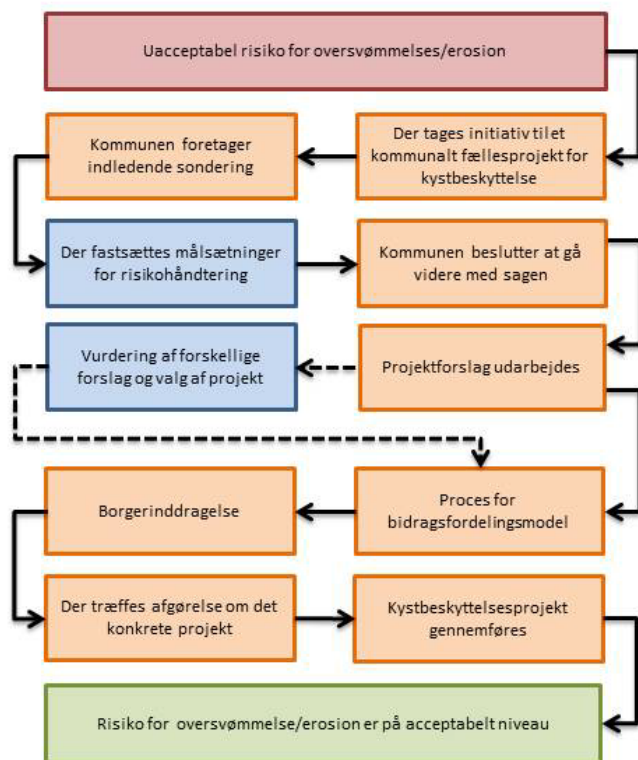 Uacceptabel risiko for oversvømmelses/erosion
Der tages initiativ til et
kommunalt fællesprojekt for
kystbeskyttelse
Kommunen foretager
indledende sondering
Der fastsættes målsætninger
for risikohåndtering
Kommunen beslutter at gå
videre med sagen
Projektforslag udarbejdes
Vurdering af forskellige
forslag og valg af projekt
Proces for
bidragsfordelingsmodel
Borgerinddragelse
Der træffes afgørelse om det
konkrete projekt
Kystbeskyttelsesprojekt
gennemføres
Risiko for oversvømmelse/erosion er på acceptabelt niveau